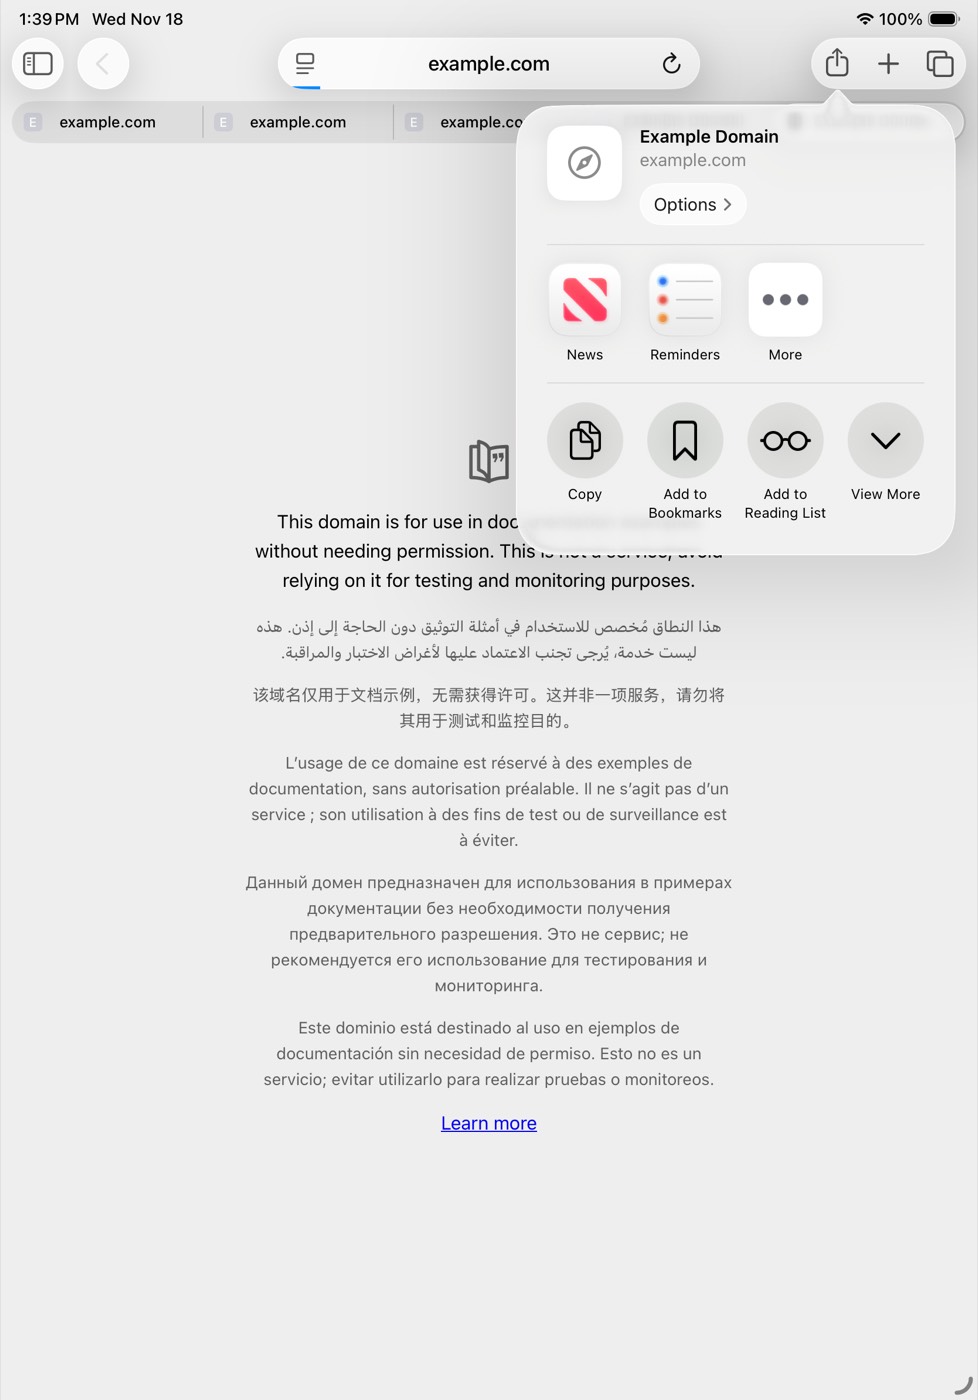 1:39 PM Wed Nov 18 100%
example.com
E example.com E example.com E example.co
Example Domain
example.com
Options
News Reminders More
Copy Add to Bookmarks Add to Reading List View More
This domain is for use in doc
without needing permission. This is not a service, avoid
relying on it for testing and monitoring purposes.
هذا النطاق مُخصص للاستخدام في أمثلة التوثيق دون الحاجة إلى إذن. هذه
ليست خدمة، يُرجى تجنب الاعتماد عليها لأغراض الاختبار والمراقبة.
该域名仅用于文档示例，无需获得许可。这并非一项服务，请勿将
其用于测试和监控目的。
L’usage de ce domaine est réservé à des exemples de
documentation, sans autorisation préalable. Il ne s’agit pas d’un
service ; son utilisation à des fins de test ou de surveillance est
à éviter.
Данный домен предназначен для использования в примерах
документации без необходимости получения
предварительного разрешения. Это не сервис; не
рекомендуется его использование для тестирования и
мониторинга.
Este dominio está destinado al uso en ejemplos de
documentación sin necesidad de permiso. Esto no es un
servicio; evitar utilizarlo para realizar pruebas o monitoreos.
Learn more